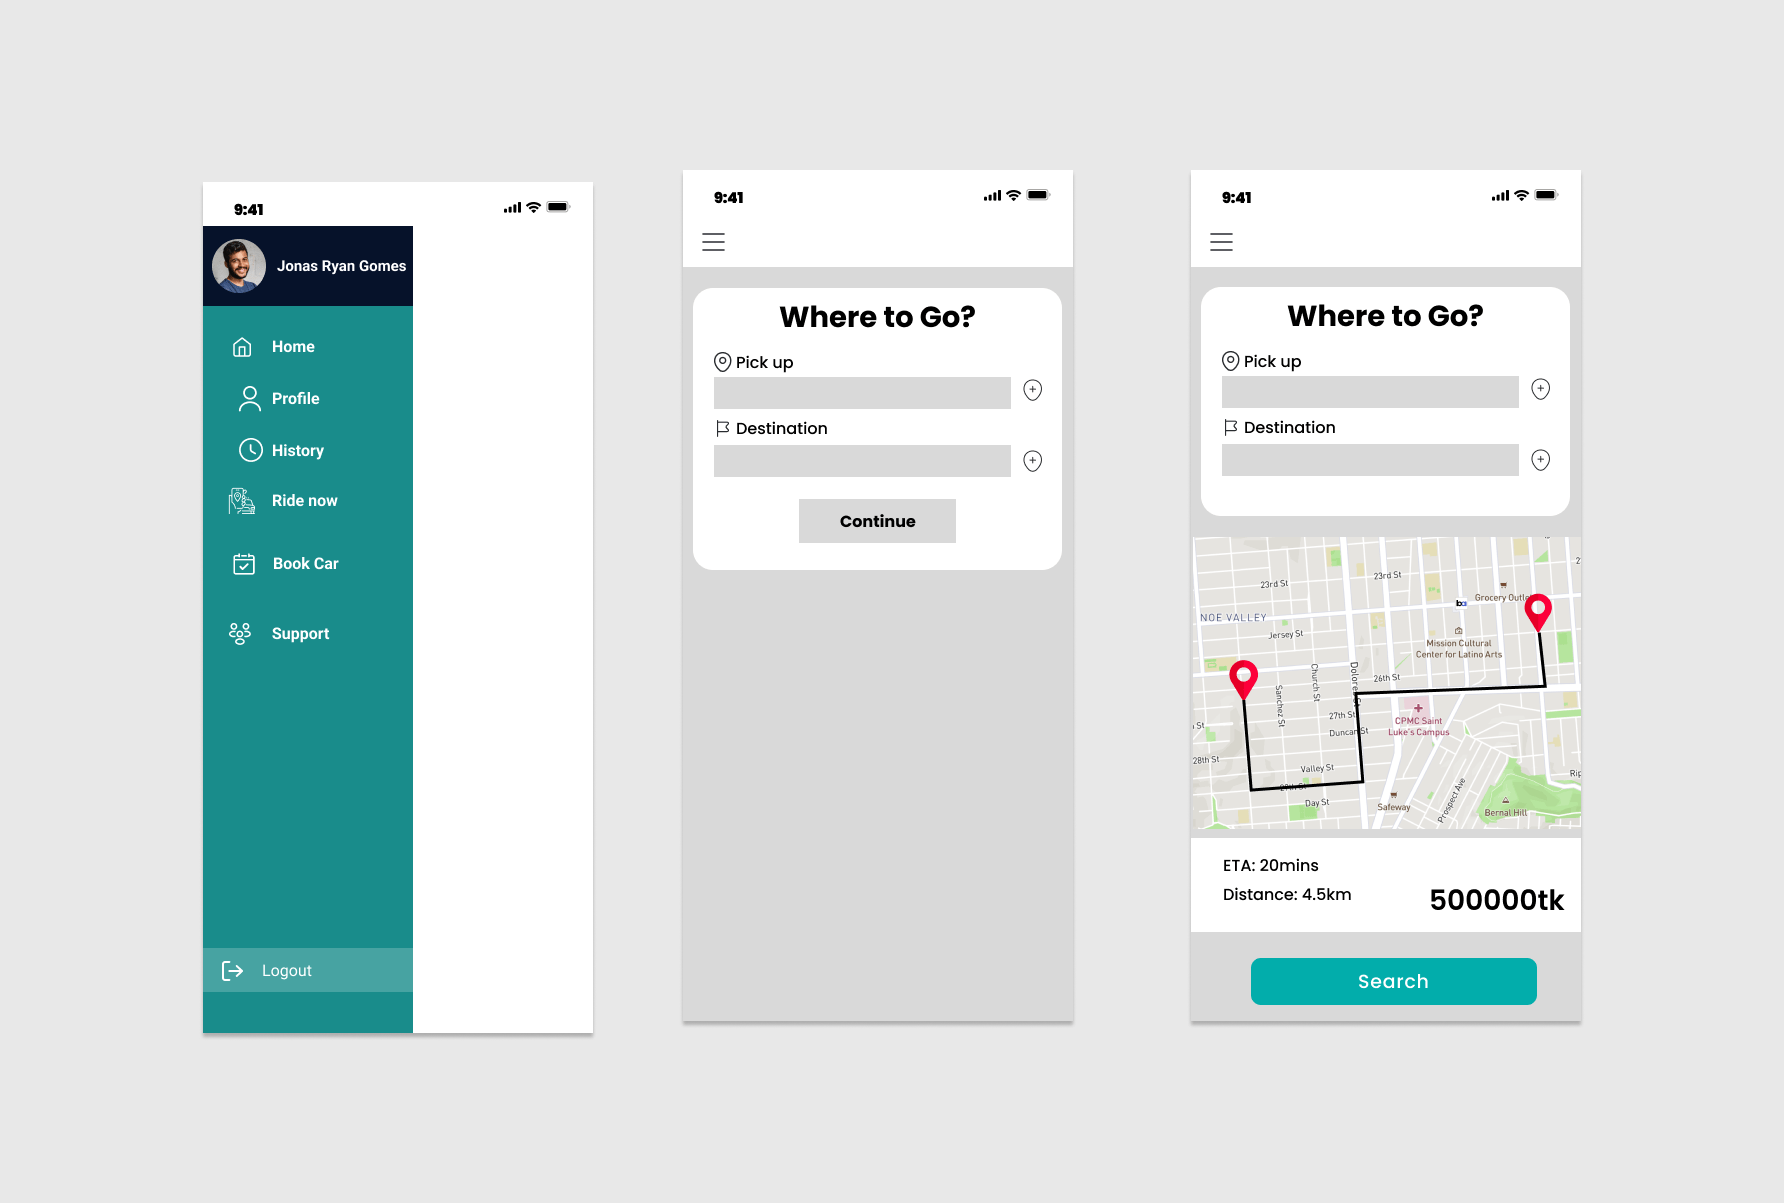 9:41
Jonas Ryan Gomes
Home
Profile
History
Ride now
Book Car
Support
Logout
9:41
Where to Go?
Pick up
Destination
Continue
9:41
Where to Go?
Pick up
Destination
23rd St
23rd St
Grocery Outlet
NOE VALLEY
Jersey St
Mission Cultural
Center for Latino Arts
Church St
Dolores St
26th St
Sanchez St
27th St
CPMC Saint
Luke's Campus
Duncan St
St
28th St
Valley St
29th St
Day St
Safeway
Prospect Ave
Bernal Hill
Rip
ETA: 20mins
Distance: 4.5km
500000tk
Search